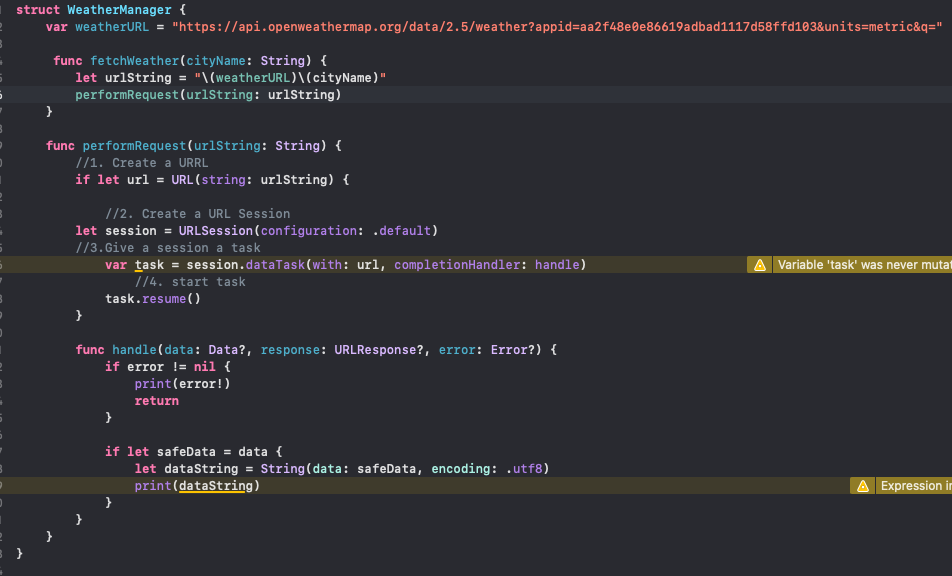 struct WeatherManager {
var weatherURL = "https://api.openweathermap.org/data/2.5/weather?appid=aa2f48e0e86619adbad1117d58ffd103&units=metric&q="
func fetchWeather(cityName: String) {
let urlString = "\(weatherURL)\(cityName)"
performRequest(urlString: urlString)
}
func performRequest(urlString: String) {
//1. Create a URRL
if let url = URL(string: urlString) {
//2. Create a URL Session
let session = URLSession(configuration: .default)
//3.Give a session a task
var task = session.dataTask(with: url, completionHandler: handle) Variable 'task' was never mutat
//4. start task
task.resume()
}
func handle(data: Data?, response: URLResponse?, error: Error?) {
if error != nil {
print(error!)
return
}
if let safeData = data {
let dataString = String(data: safeData, encoding: .utf8)
print(dataString) Expression in
}
}
}
}